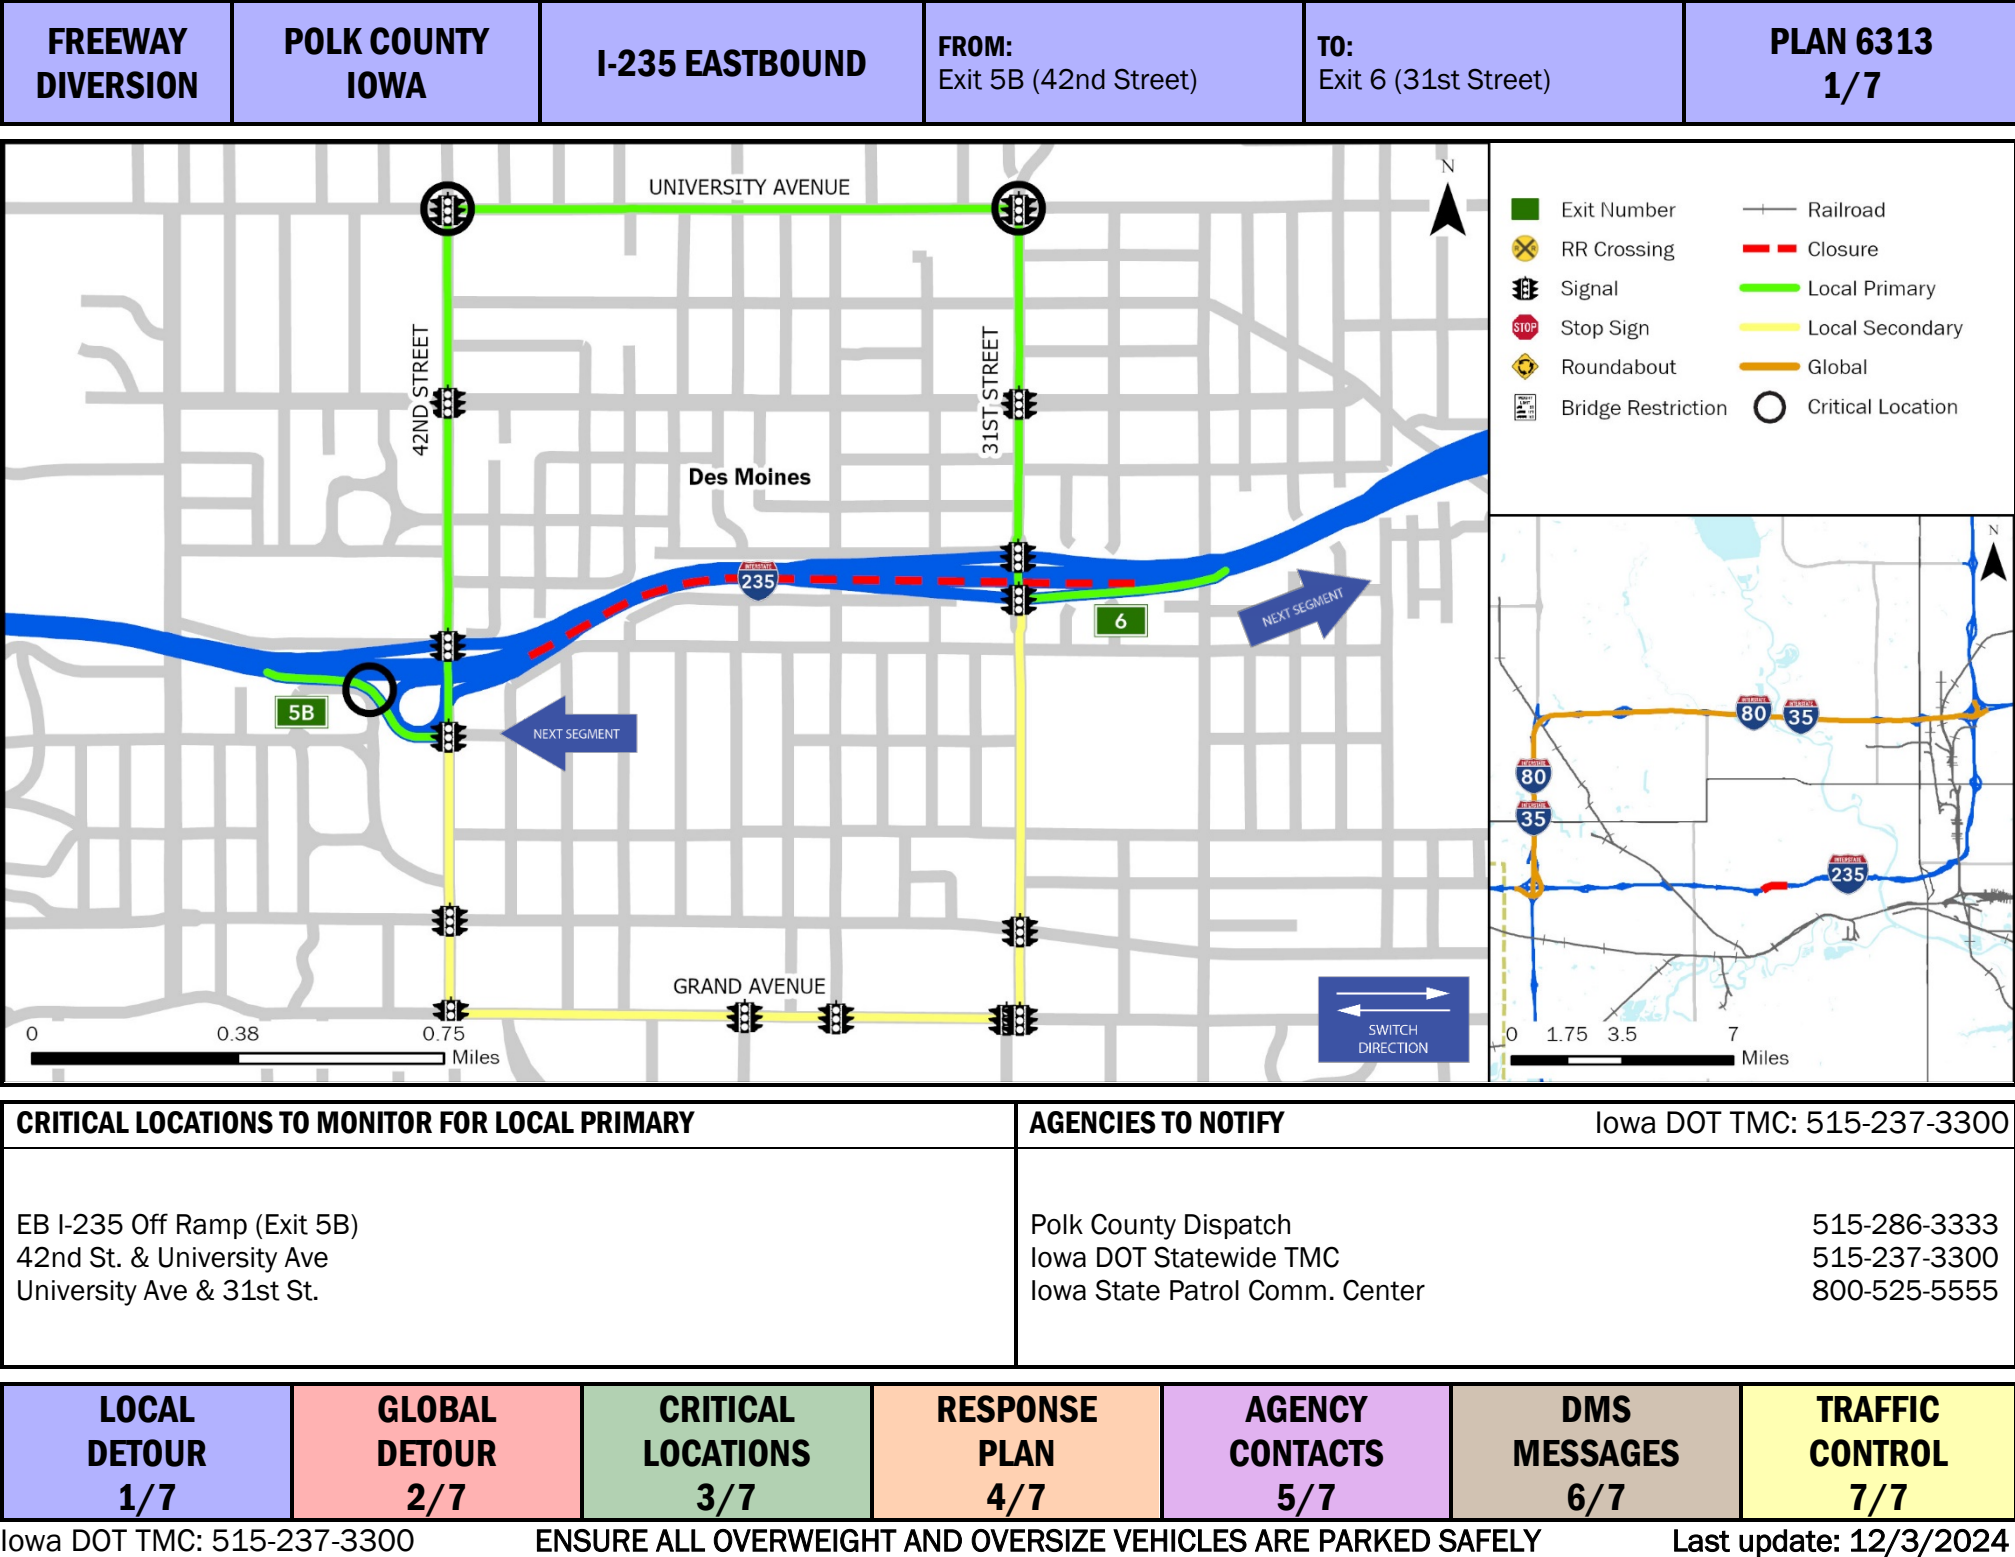 FREEWAY
DIVERSION
POLK COUNTY
IOWA
I-235 EASTBOUND
FROM:
Exit 5B (42nd Street)
TO:
Exit 6 (31st Street)
PLAN 6313
1/7
UNIVERSITY AVENUE
N
42ND STREET
31ST STREET
Des Moines
INTERSTATE
235
NEXT SEGMENT
6
5B
NEXT SEGMENT
GRAND AVENUE
0 0.38 0.75
Miles
SWITCH
DIRECTION
Exit Number
RR Crossing
Signal
STOP
Stop Sign
Roundabout
Bridge Restriction
Railroad
Closure
Local Primary
Local Secondary
Global
Critical Location
N
80
35
80
35
INTERSTATE
235
0 1.75 3.5 7
Miles
CRITICAL LOCATIONS TO MONITOR FOR LOCAL PRIMARY
EB I-235 Off Ramp (Exit 5B)
42nd St. & University Ave
University Ave & 31st St.
AGENCIES TO NOTIFY Iowa DOT TMC: 515-237-3300
Polk County Dispatch 515-286-3333
Iowa DOT Statewide TMC 515-237-3300
Iowa State Patrol Comm. Center 800-525-5555
LOCAL
DETOUR
1/7
GLOBAL
DETOUR
2/7
CRITICAL
LOCATIONS
3/7
RESPONSE
PLAN
4/7
AGENCY
CONTACTS
5/7
DMS
MESSAGES
6/7
TRAFFIC
CONTROL
7/7
Iowa DOT TMC: 515-237-3300 ENSURE ALL OVERWEIGHT AND OVERSIZE VEHICLES ARE PARKED SAFELY Last update: 12/3/2024